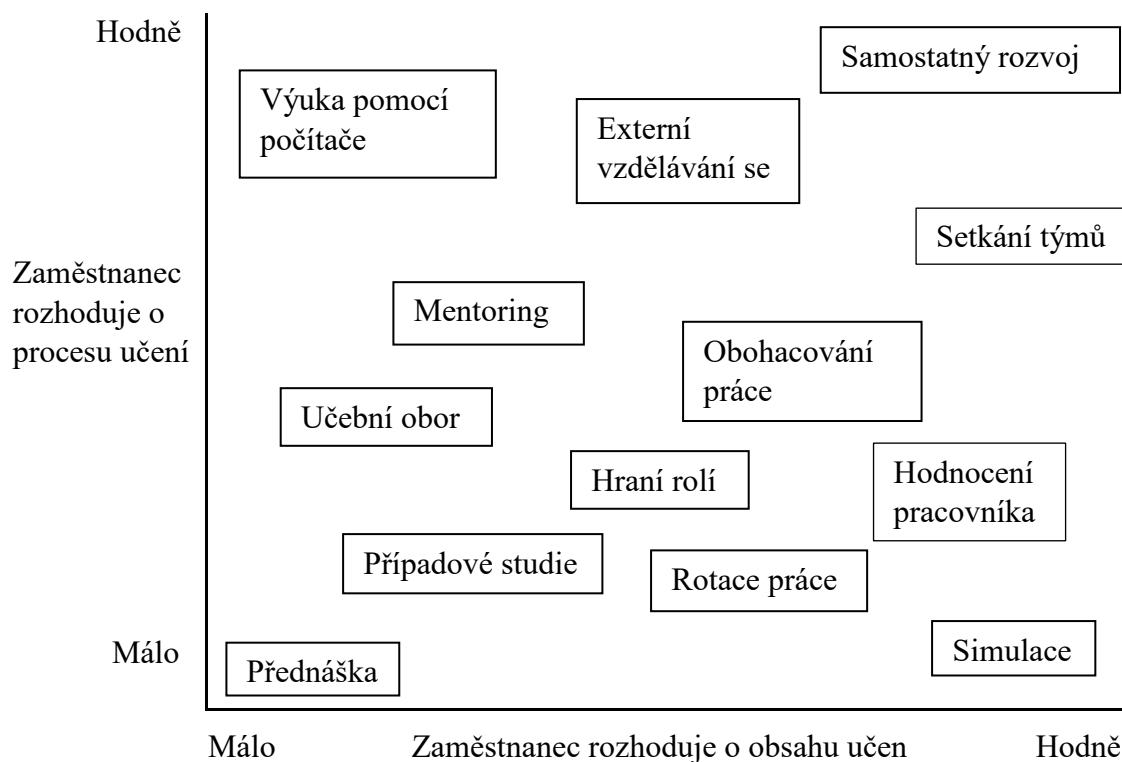 Hodně
Samostatný rozvoj
Výuka pomocí
počítače
Externí
vzdělávání se
Setkání týmů
Zaměstnanec
rozhoduje o
procesu učení
Mentoring
Obohacování
práce
Učební obor
Hraní rolí
Hodnocení
pracovníka
Případové studie
Rotace práce
Málo
Přednáška
Simulace
Málo
Zaměstnanec rozhoduje o obsahu učen
Hodně